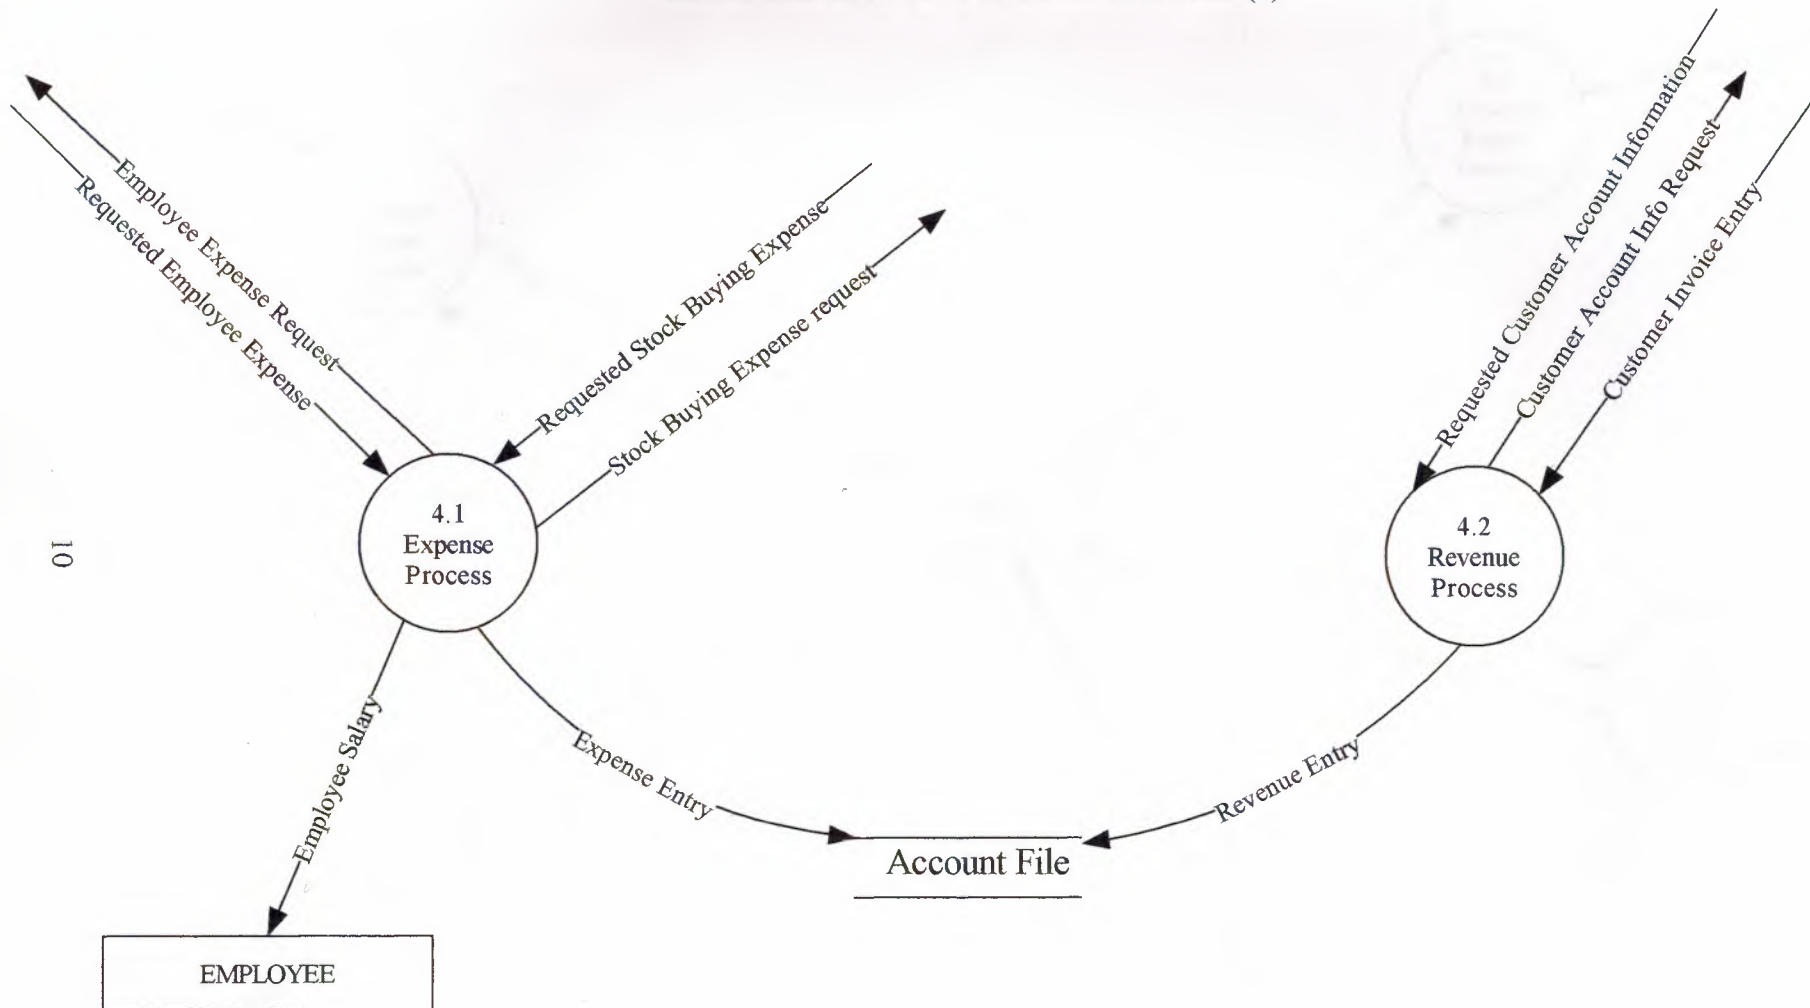 Employee Expense Request
Requested Employee Expense
Requested Stock Buying Expense
Stock Buying Expense request
Requested Customer Account Information
Customer Account Info Request
Customer Invoice Entry
4.1
Expense
Process
4.2
Revenue
Process
10
Employee Salary
Expense Entry
Revenue Entry
Account File
EMPLOYEE